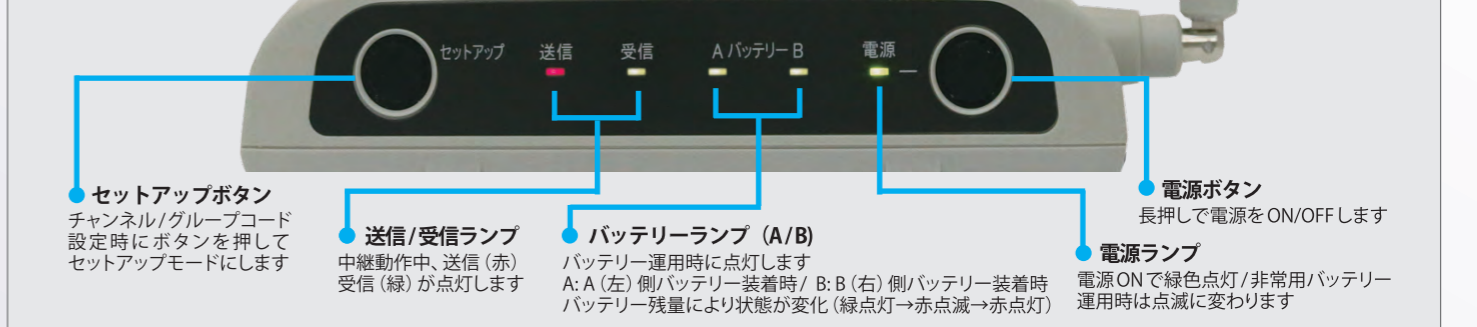 セットアップ 送信 受信 A バッテリー B 電源
セットアップボタン
チャンネル/グループコード
設定時にボタンを押して
セットアップモードにします
送信/受信ランプ
中継動作中、送信（赤）
受信（緑）が点灯します
バッテリーランプ（A/B)
バッテリー運用時に点灯します
A: A（左）側バッテリー装着時/ B: B（右）側バッテリー装着時
バッテリー残量により状態が変化（緑点灯→赤点滅→赤点灯）
電源ランプ
電源ONで緑色点灯/非常用バッテリー
運用時は点滅に変わります
電源ボタン
長押しで電源をON/OFFします